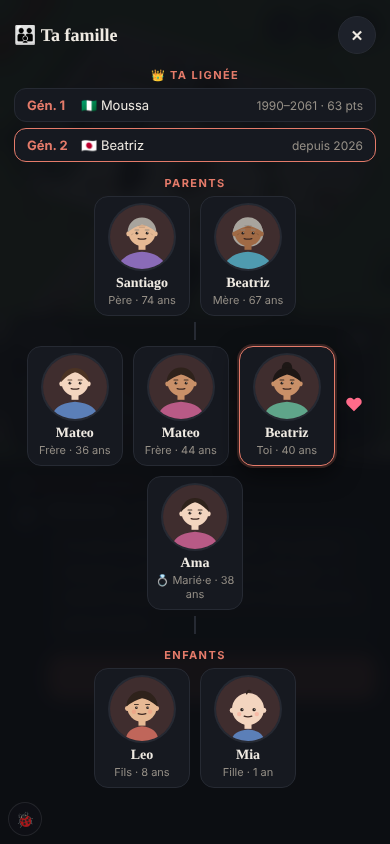 👪 Ta famille
✕
👑 TA LIGNÉE
Gén. 1 🇳🇬 Moussa 1990–2061 · 63 pts
Gén. 2 🇯🇵 Beatriz depuis 2026
PARENTS
Santiago
Père · 74 ans
Beatriz
Mère · 67 ans
Mateo
Frère · 36 ans
Mateo
Frère · 44 ans
Beatriz
Toi · 40 ans
Ama
💍 Marié·e · 38
ans
ENFANTS
Leo
Fils · 8 ans
Mia
Fille · 1 an